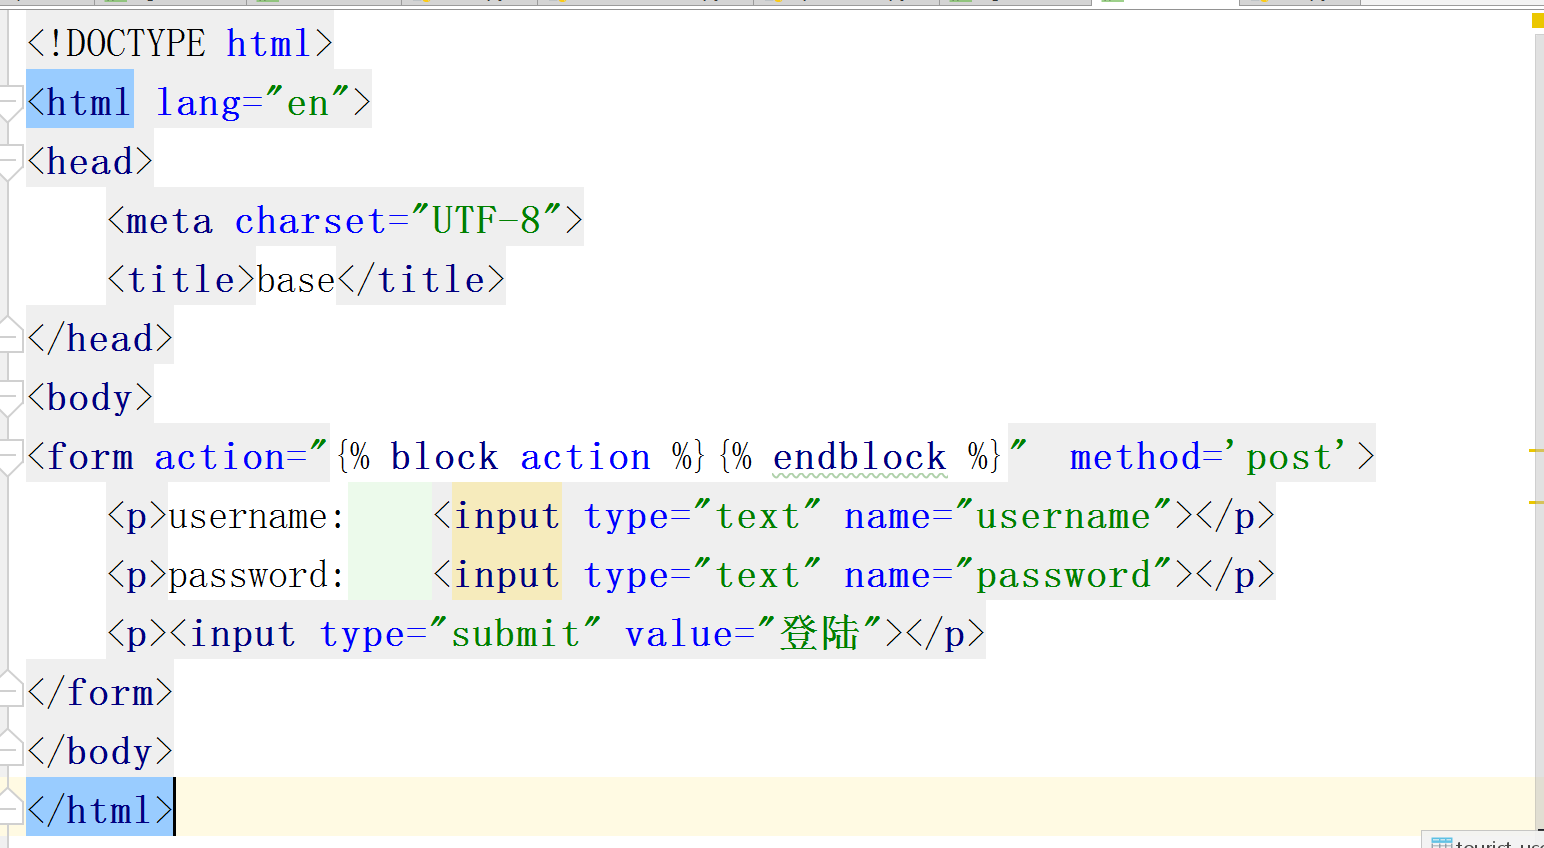 <!DOCTYPE html>
<html lang="en">
<head>
    <meta charset="UTF-8">
    <title>base</title>
</head>
<body>
<form action="{% block action %}{% endblock %}"  method='post'>
    <p>username:    <input type="text" name="username"></p>
    <p>password:    <input type="text" name="password"></p>
    <p><input type="submit" value="登陆"></p>
</form>
</body>
</html>